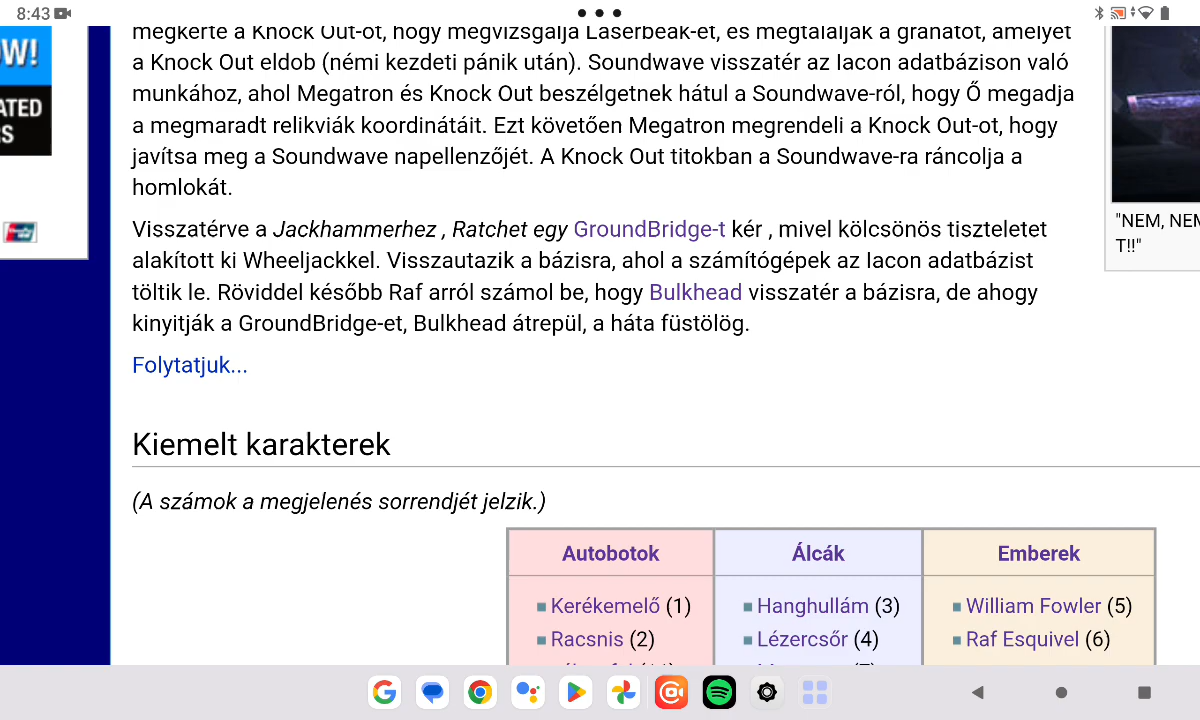 8:43
W!
ATED
S
megkérte a Knock Out-ot, hogy megvizsgálja Laserbeak-et, és megtalálják a gránátot, amelyet
a Knock Out eldob (némi kezdeti pánik után). Soundwave visszatér az Iacon adatbázison való
munkához, ahol Megatron és Knock Out beszélgetnek hátul a Soundwave-ról, hogy Ő megadja
a megmaradt relikviák koordinátáit. Ezt követően Megatron megrendeli a Knock Out-ot, hogy
javítsa meg a Soundwave napellenzőjét. A Knock Out titokban a Soundwave-ra ráncolja a
homlokát.
"NEM, NEM
T!!"
Visszatérve a Jackhammerhez , Ratchet egy GroundBridge-t kér , mivel kölcsönös tiszteletet
alakított ki Wheeljackkel. Visszautazik a bázisra, ahol a számítógépek az Iacon adatbázist
töltik le. Röviddel később Raf arról számol be, hogy Bulkhead visszatér a bázisra, de ahogy
kinyitják a GroundBridge-et, Bulkhead átrepül, a háta füstölög.
Folytatjuk...
Kiemelt karakterek
(A számok a megjelenés sorrendjét jelzik.)
Autobotok Álcák Emberek
Kerékemelő (1) Hanghullám (3) William Fowler (5)
Racsnis (2) Lézercsőr (4) Raf Esquivel (6)